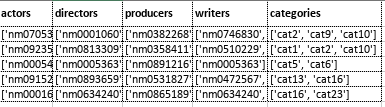 actors directors producers writers categories
['nm07053 ['nm0001060' ['nm0382268', ['nm0746830', ['cat2', 'cat9', 'cat10']
['nm09235 ['nm0813309' ['nm0358411' ['nm0510229', ['cat1', 'cat2', 'cat10']
['nm00054 ['nm0005363' ['nm0891216' ['nm0005363' ['cat5', 'cat6']
['nm09152 ['nm0893659' ['nm0531827' ['nm0472567', ['cat13', 'cat16']
['nm00016 ['nm0634240' ['nm0865189' ['nm0634240', ['cat16', 'cat23']